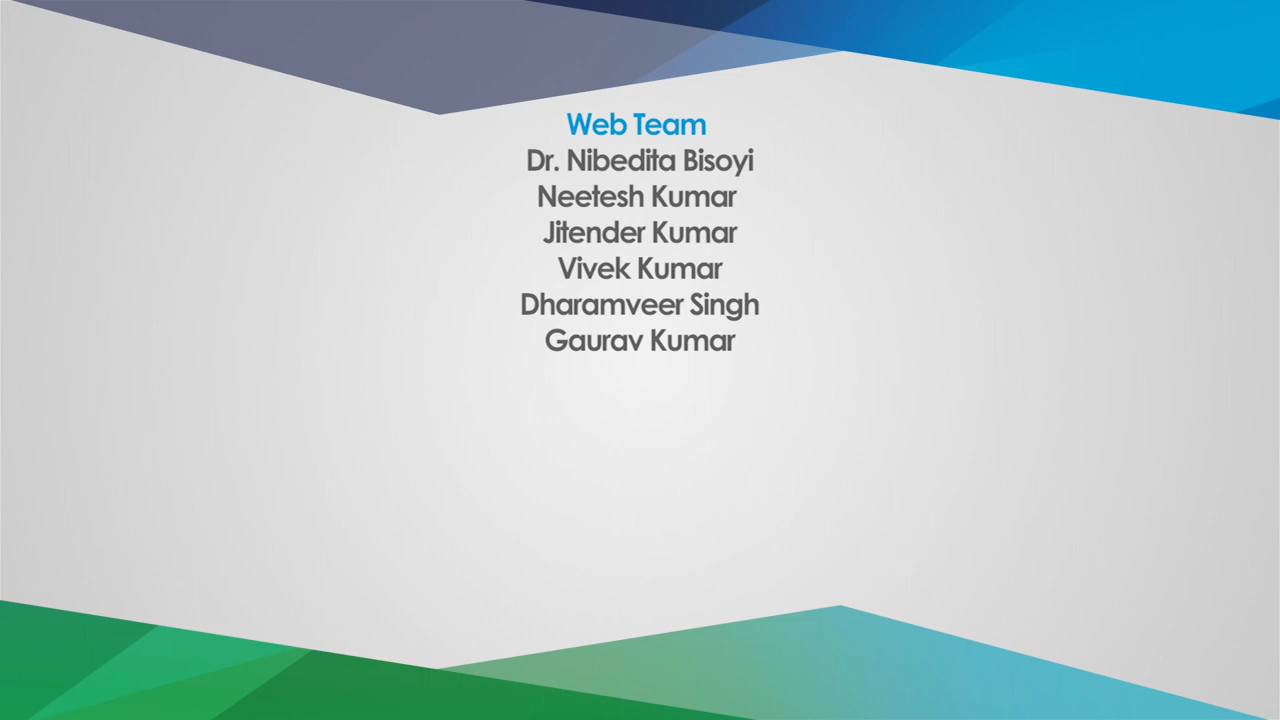 Web Team
Dr. Nibedita Bisoyi
Neetesh Kumar
Jitender Kumar
Vivek Kumar
Dharamveer Singh
Gaurav Kumar